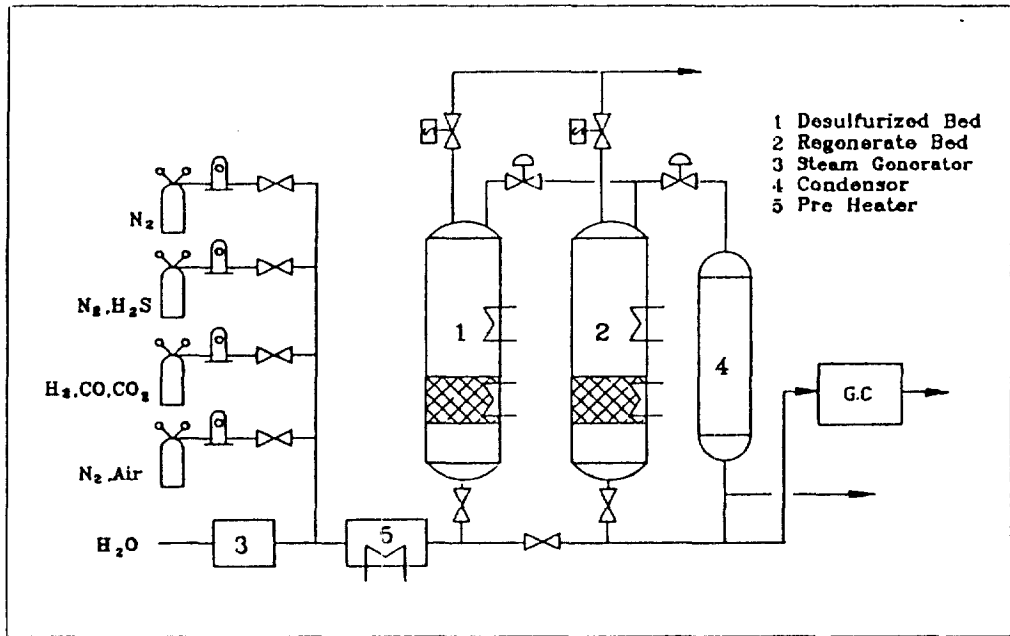 1 Desulfurized Bed
2 Regenerate Bed
3 Steam Gonorator
4 Condensor
5 Pre Heater
N₂
N₂.H₂S
H₂.CO.CO₂
N₂.Air
H₂O
3
5
1
2
4
G.C